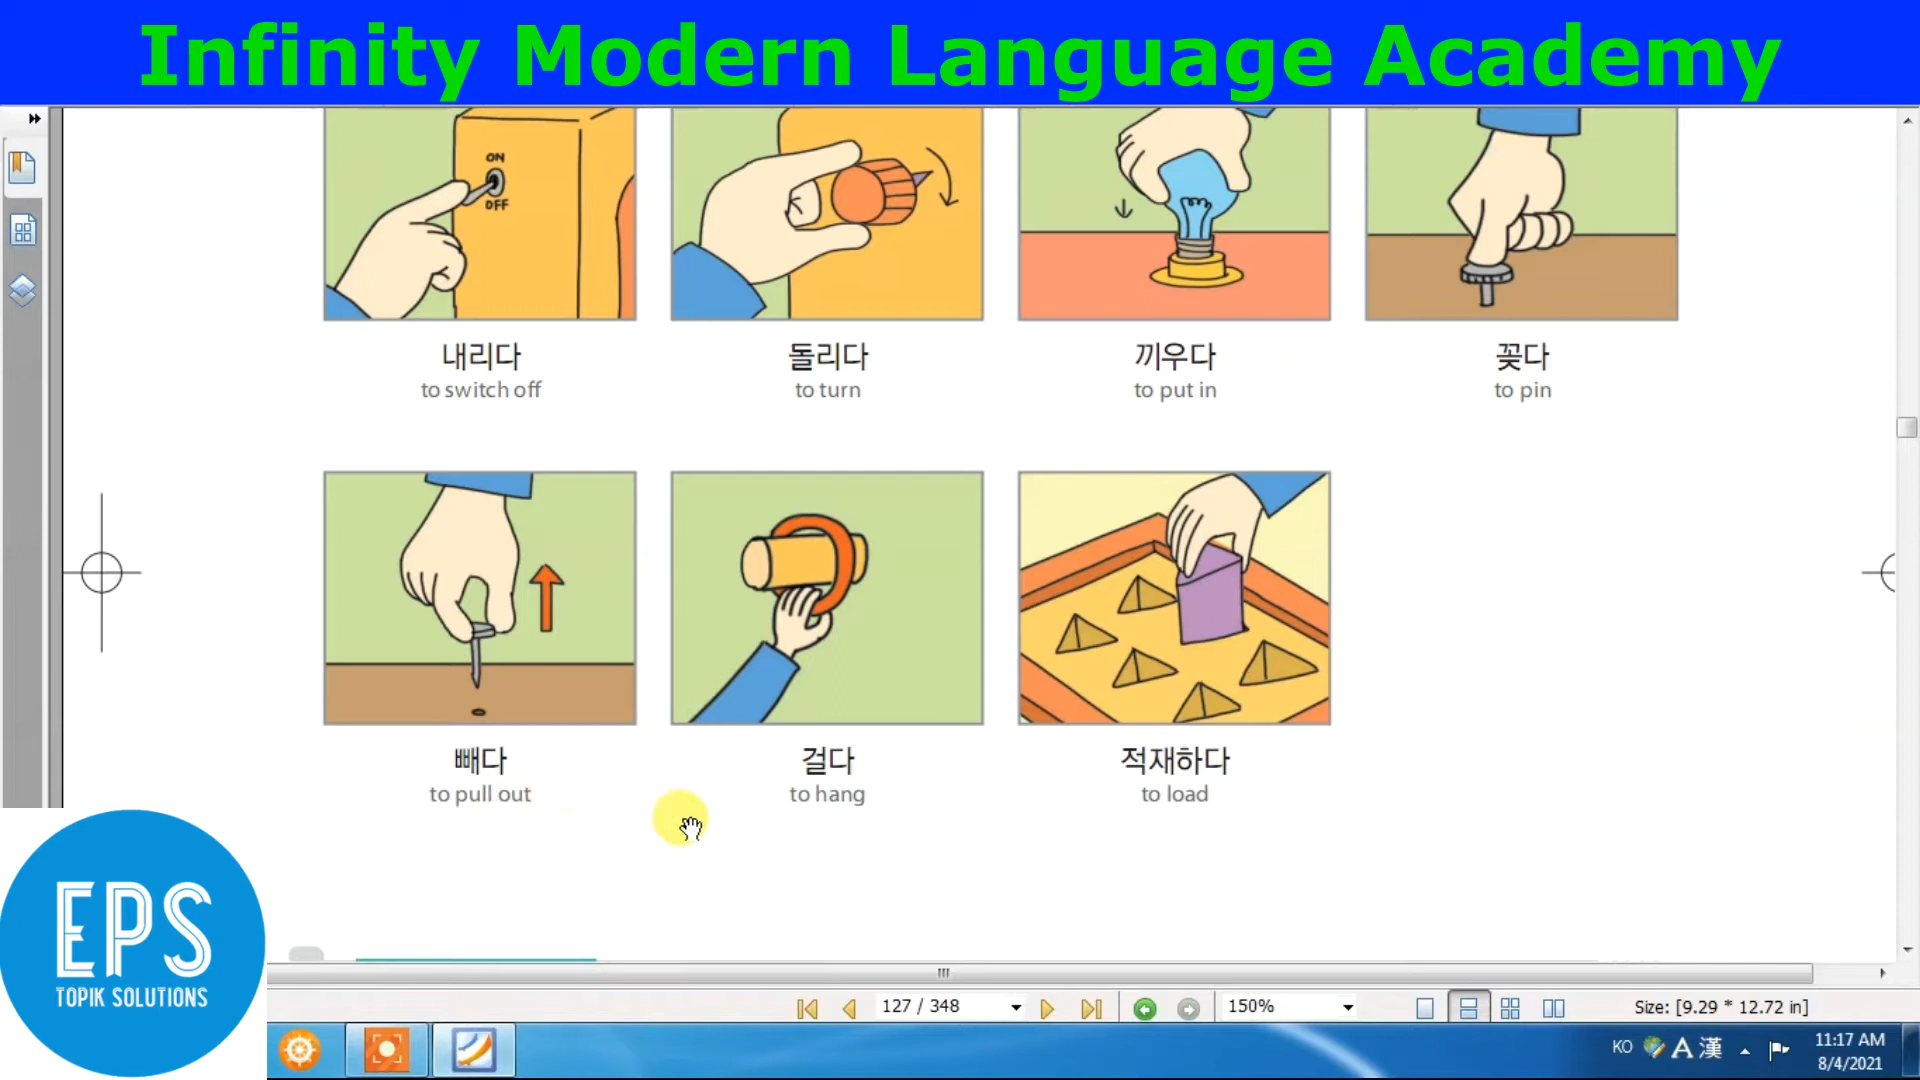 Infinity Modern Language Academy
ON
OFF
내리다
to switch off
돌리다
to turn
끼우다
to put in
꽂다
to pin
빼다
to pull out
걸다
to hang
적재하다
to load
EPS
TOPIK SOLUTIONS
127 / 348
150%
Size: [9.29 * 12.72 in]
KO
A 漢
11:17 AM
8/4/2021